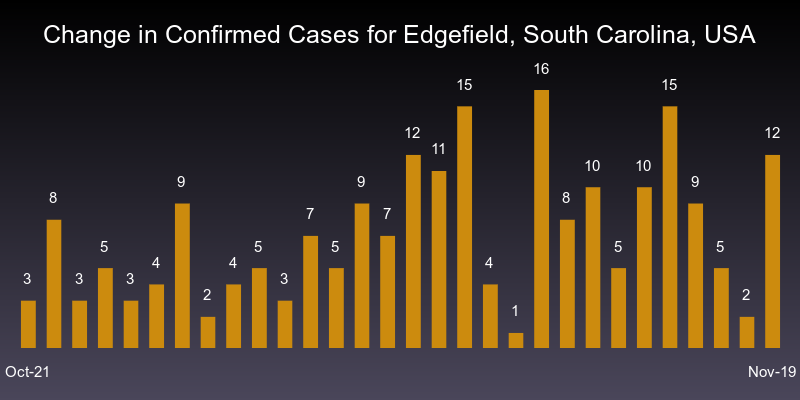 Change in Confirmed Cases for Edgefield, South Carolina, USA
3 8 3 5 3 4 9 2 4 5 3 7 5 9 7 12 11 15 4 1 16 8 10 5 10 15 9 5 2 12
Oct-21 Nov-19